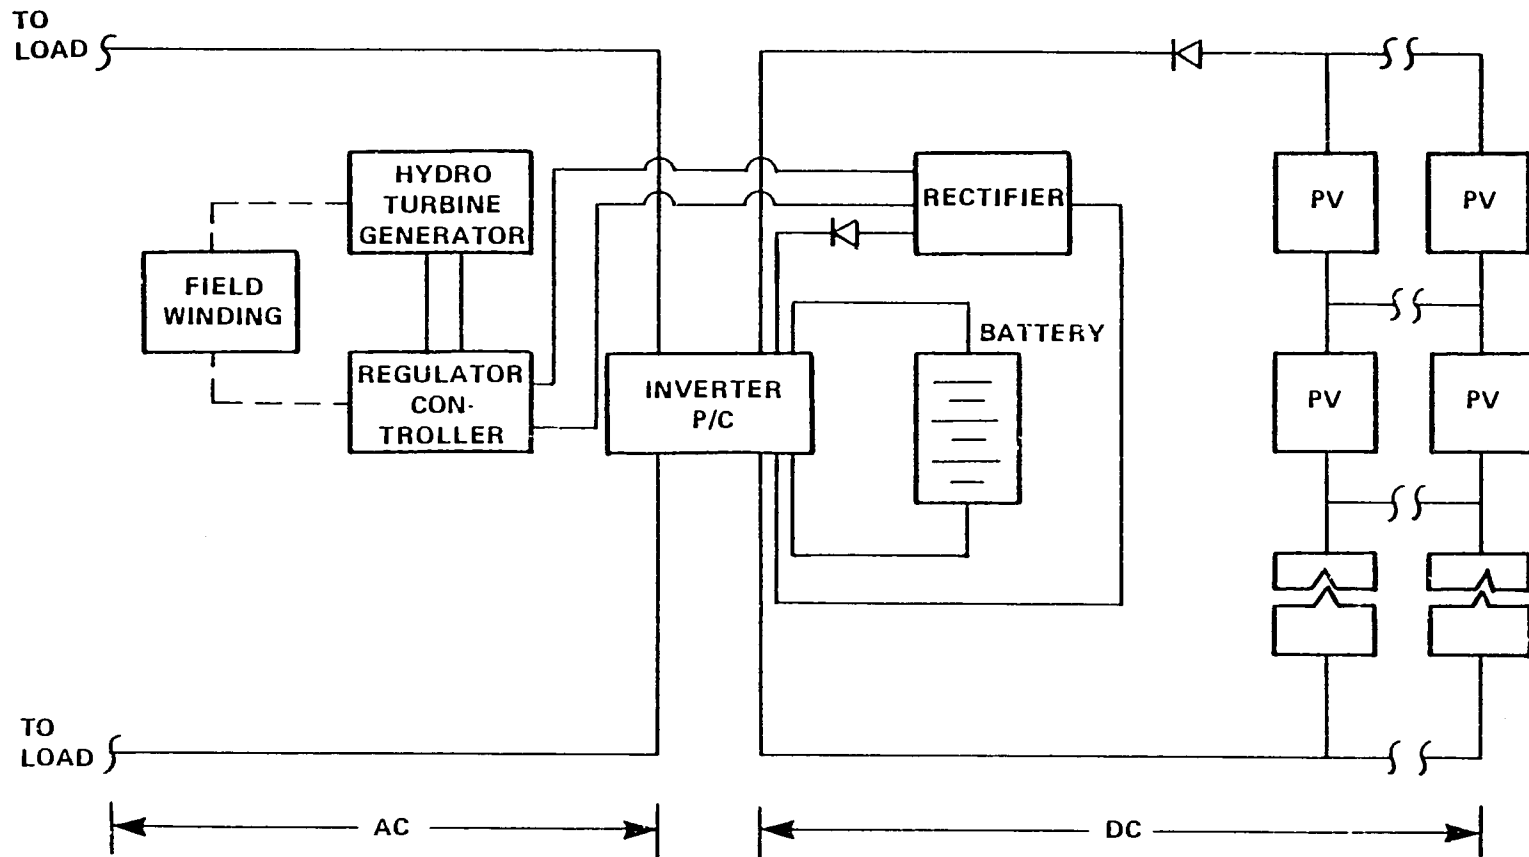 TO
LOAD
HYDRO
TURBINE
GENERATOR
RECTIFIER
PV
PV
FIELD
WINDING
BATTERY
REGULATOR
CON-
TROLLER
INVERTER
P/C
PV
PV
TO
LOAD
AC
DC